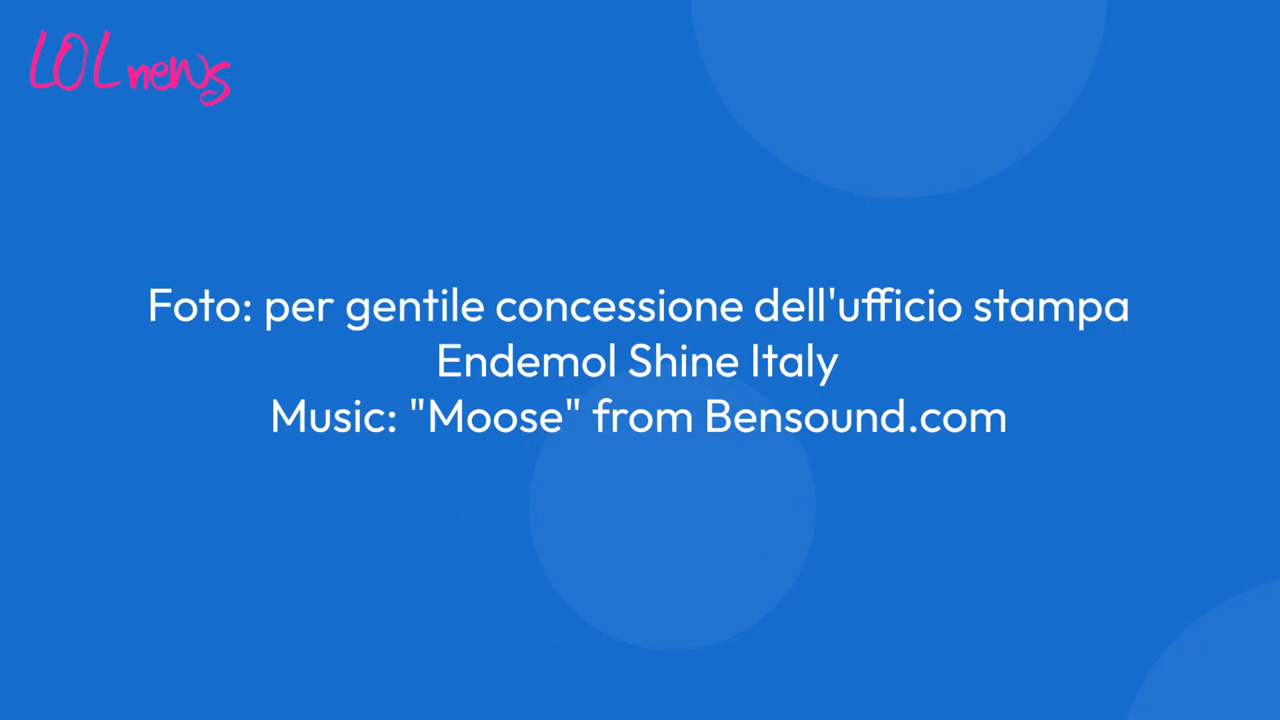 LOL news
Foto: per gentile concessione dell'ufficio stampa
Endemol Shine Italy
Music: "Moose" from Bensound.com